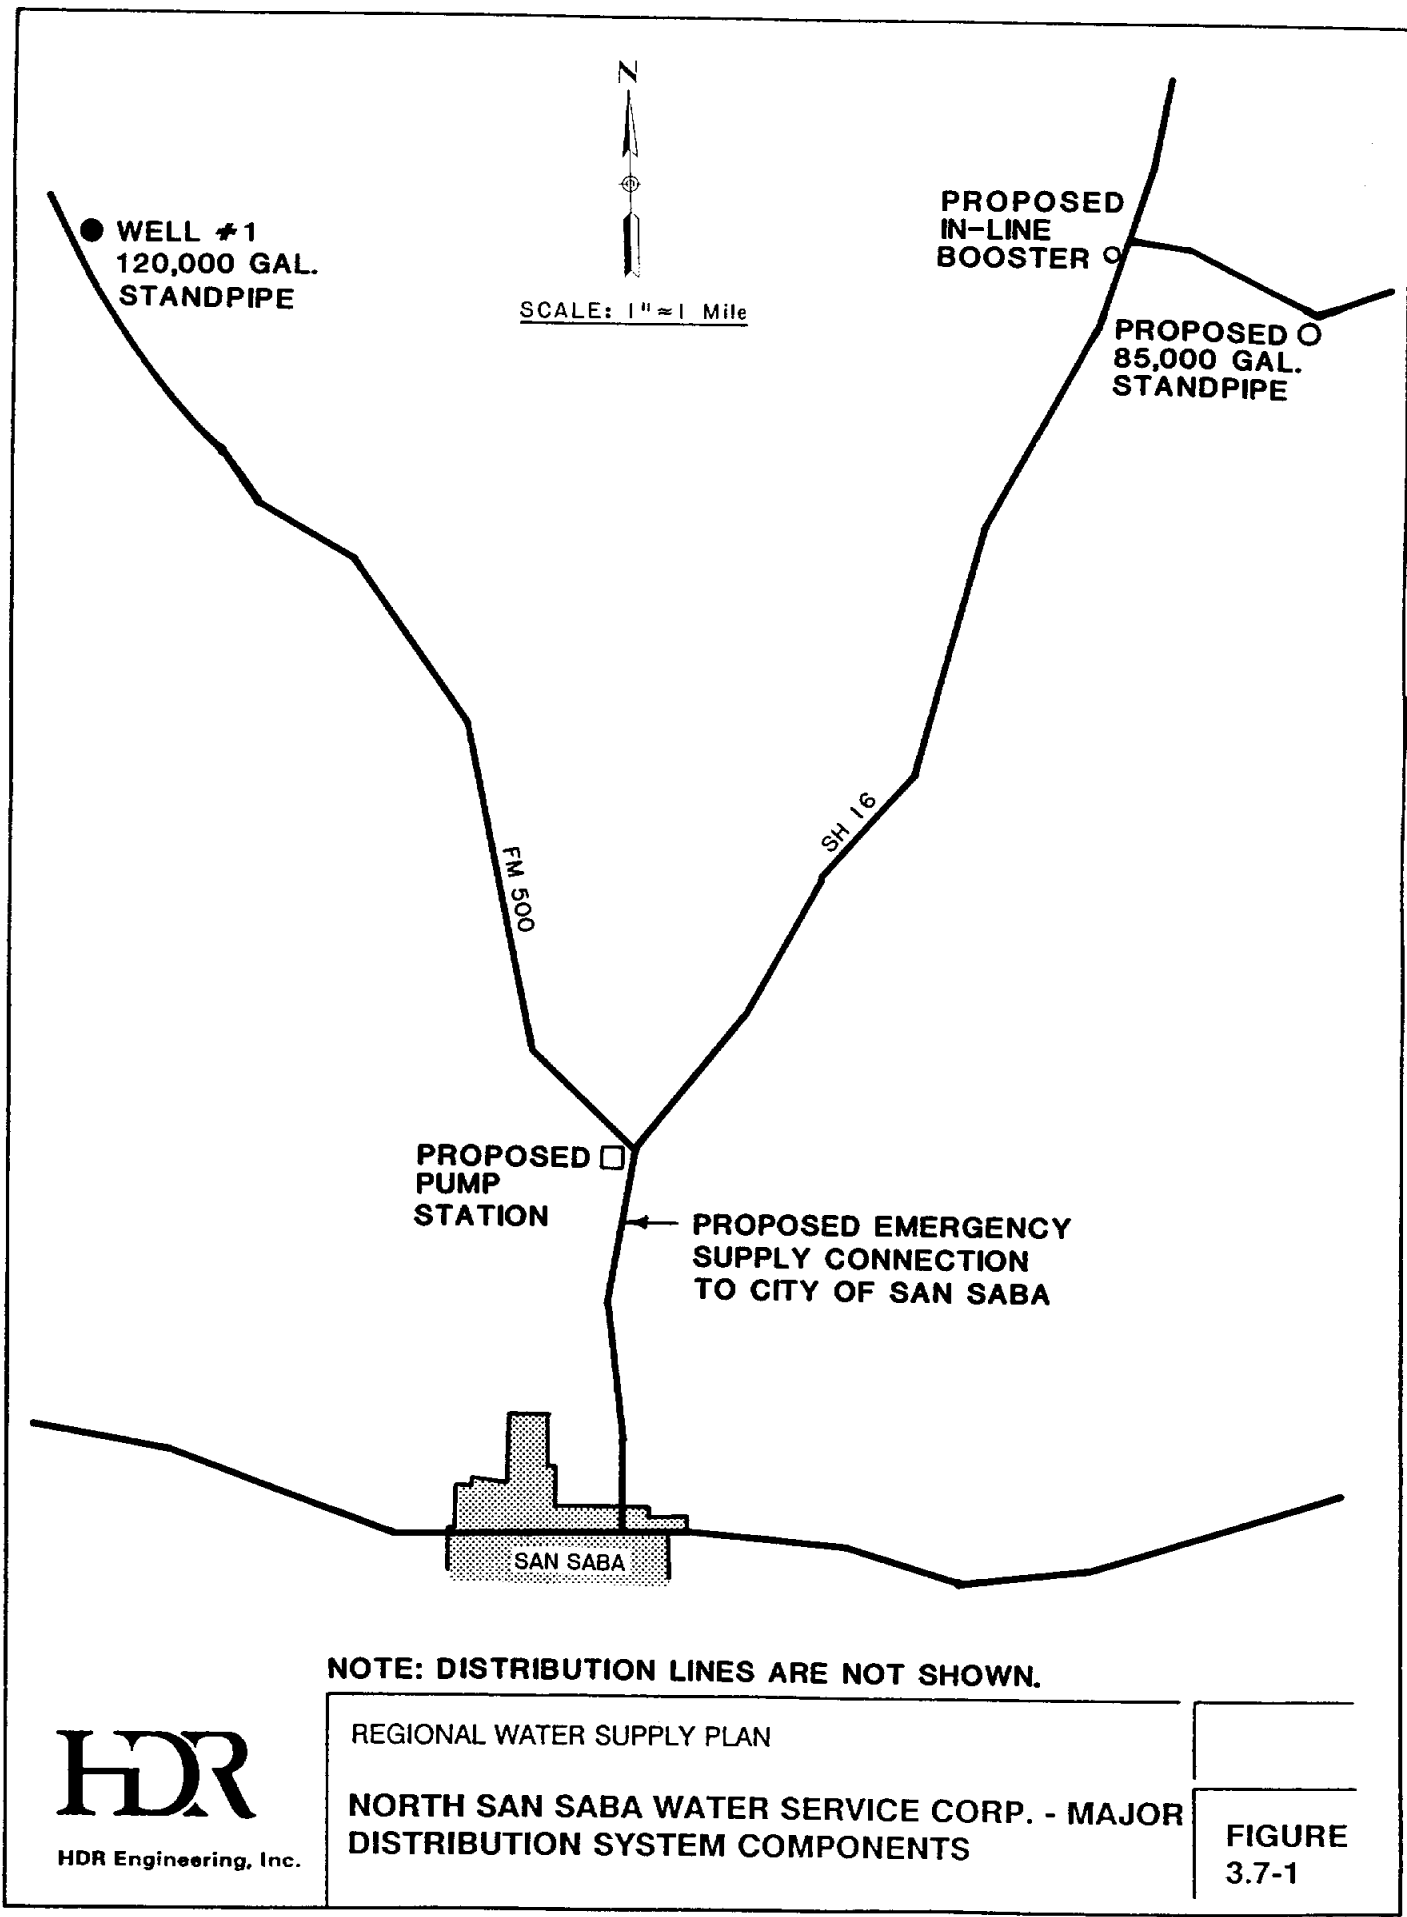 N
SCALE: 1"≈1 Mile
WELL #1
120,000 GAL.
STANDPIPE
PROPOSED
IN-LINE
BOOSTER
PROPOSED
85,000 GAL.
STANDPIPE
SH 16
FM 500
PROPOSED
PUMP
STATION
PROPOSED EMERGENCY
SUPPLY CONNECTION
TO CITY OF SAN SABA
SAN SABA
NOTE: DISTRIBUTION LINES ARE NOT SHOWN.
HDR
HDR Engineering, Inc.
REGIONAL WATER SUPPLY PLAN
NORTH SAN SABA WATER SERVICE CORP. - MAJOR
DISTRIBUTION SYSTEM COMPONENTS
FIGURE
3.7-1